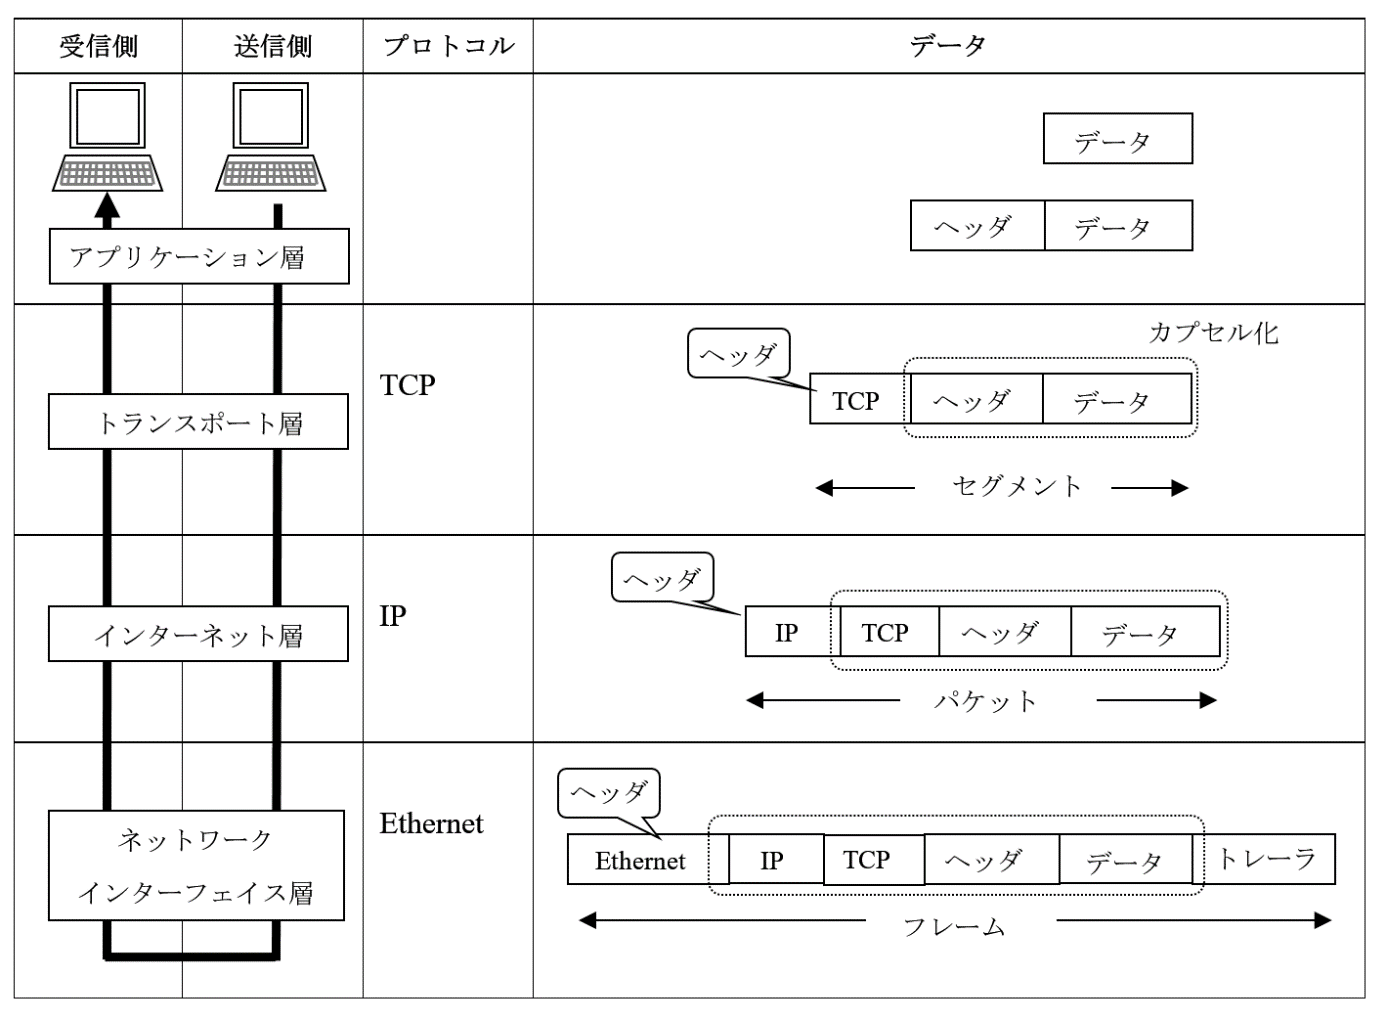 受信側
送信側
プロトコル
データ
データ
ヘッダ
データ
アプリケーション層
カプセル化
ヘッダ
TCP
TCP
ヘッダ
データ
トランスポート層
セグメント
ヘッダ
IP
IP
TCP
ヘッダ
データ
インターネット層
パケット
ヘッダ
Ethernet
ネットワーク
インターフェイス層
Ethernet
IP
TCP
ヘッダ
データ
トレーラ
フレーム